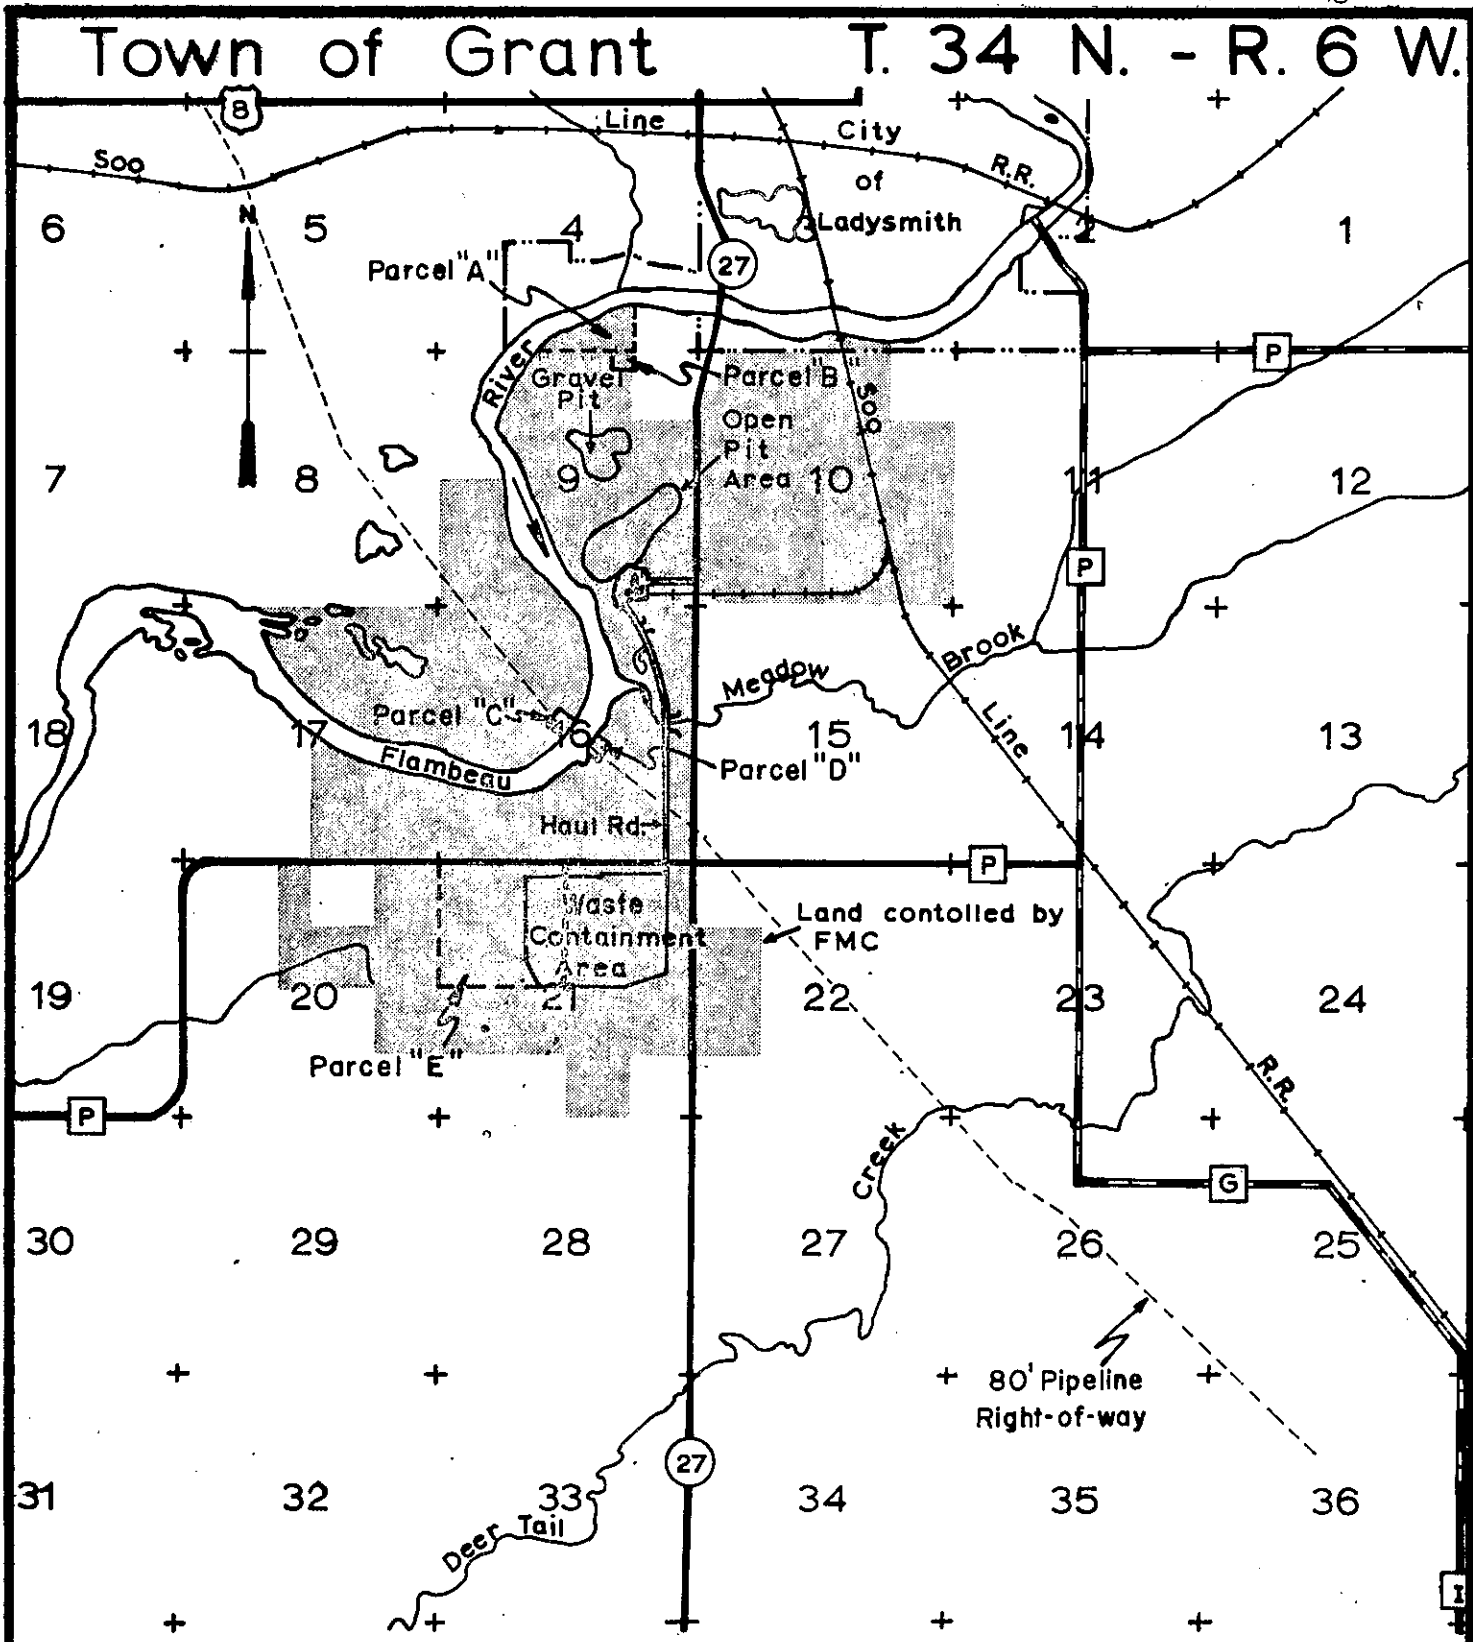 Town of Grant T. 34 N. - R. 6 W.
8
Soo Line City R.R.
of
Ladysmith
N
6 5 4 3 2 1
Parcel "A"
27
P
River
Gravel
Pit
Parcel "B"
Soo
Open
Pit
Area
7 8 9 10 11 12
P
Meadow Brook
Parcel "C"
Line
18 17 16 15 14 13
Flambeau
Parcel "D"
Haul Rd.
P
Waste
Containment
Area
Land contolled by
FMC
19 20 21 22 23 24
Parcel "E"
R.R.
P
Creek
G
30 29 28 27 26 25
80' Pipeline
Right-of-way
27
31 32 33 34 35 36
Deer Tail
I